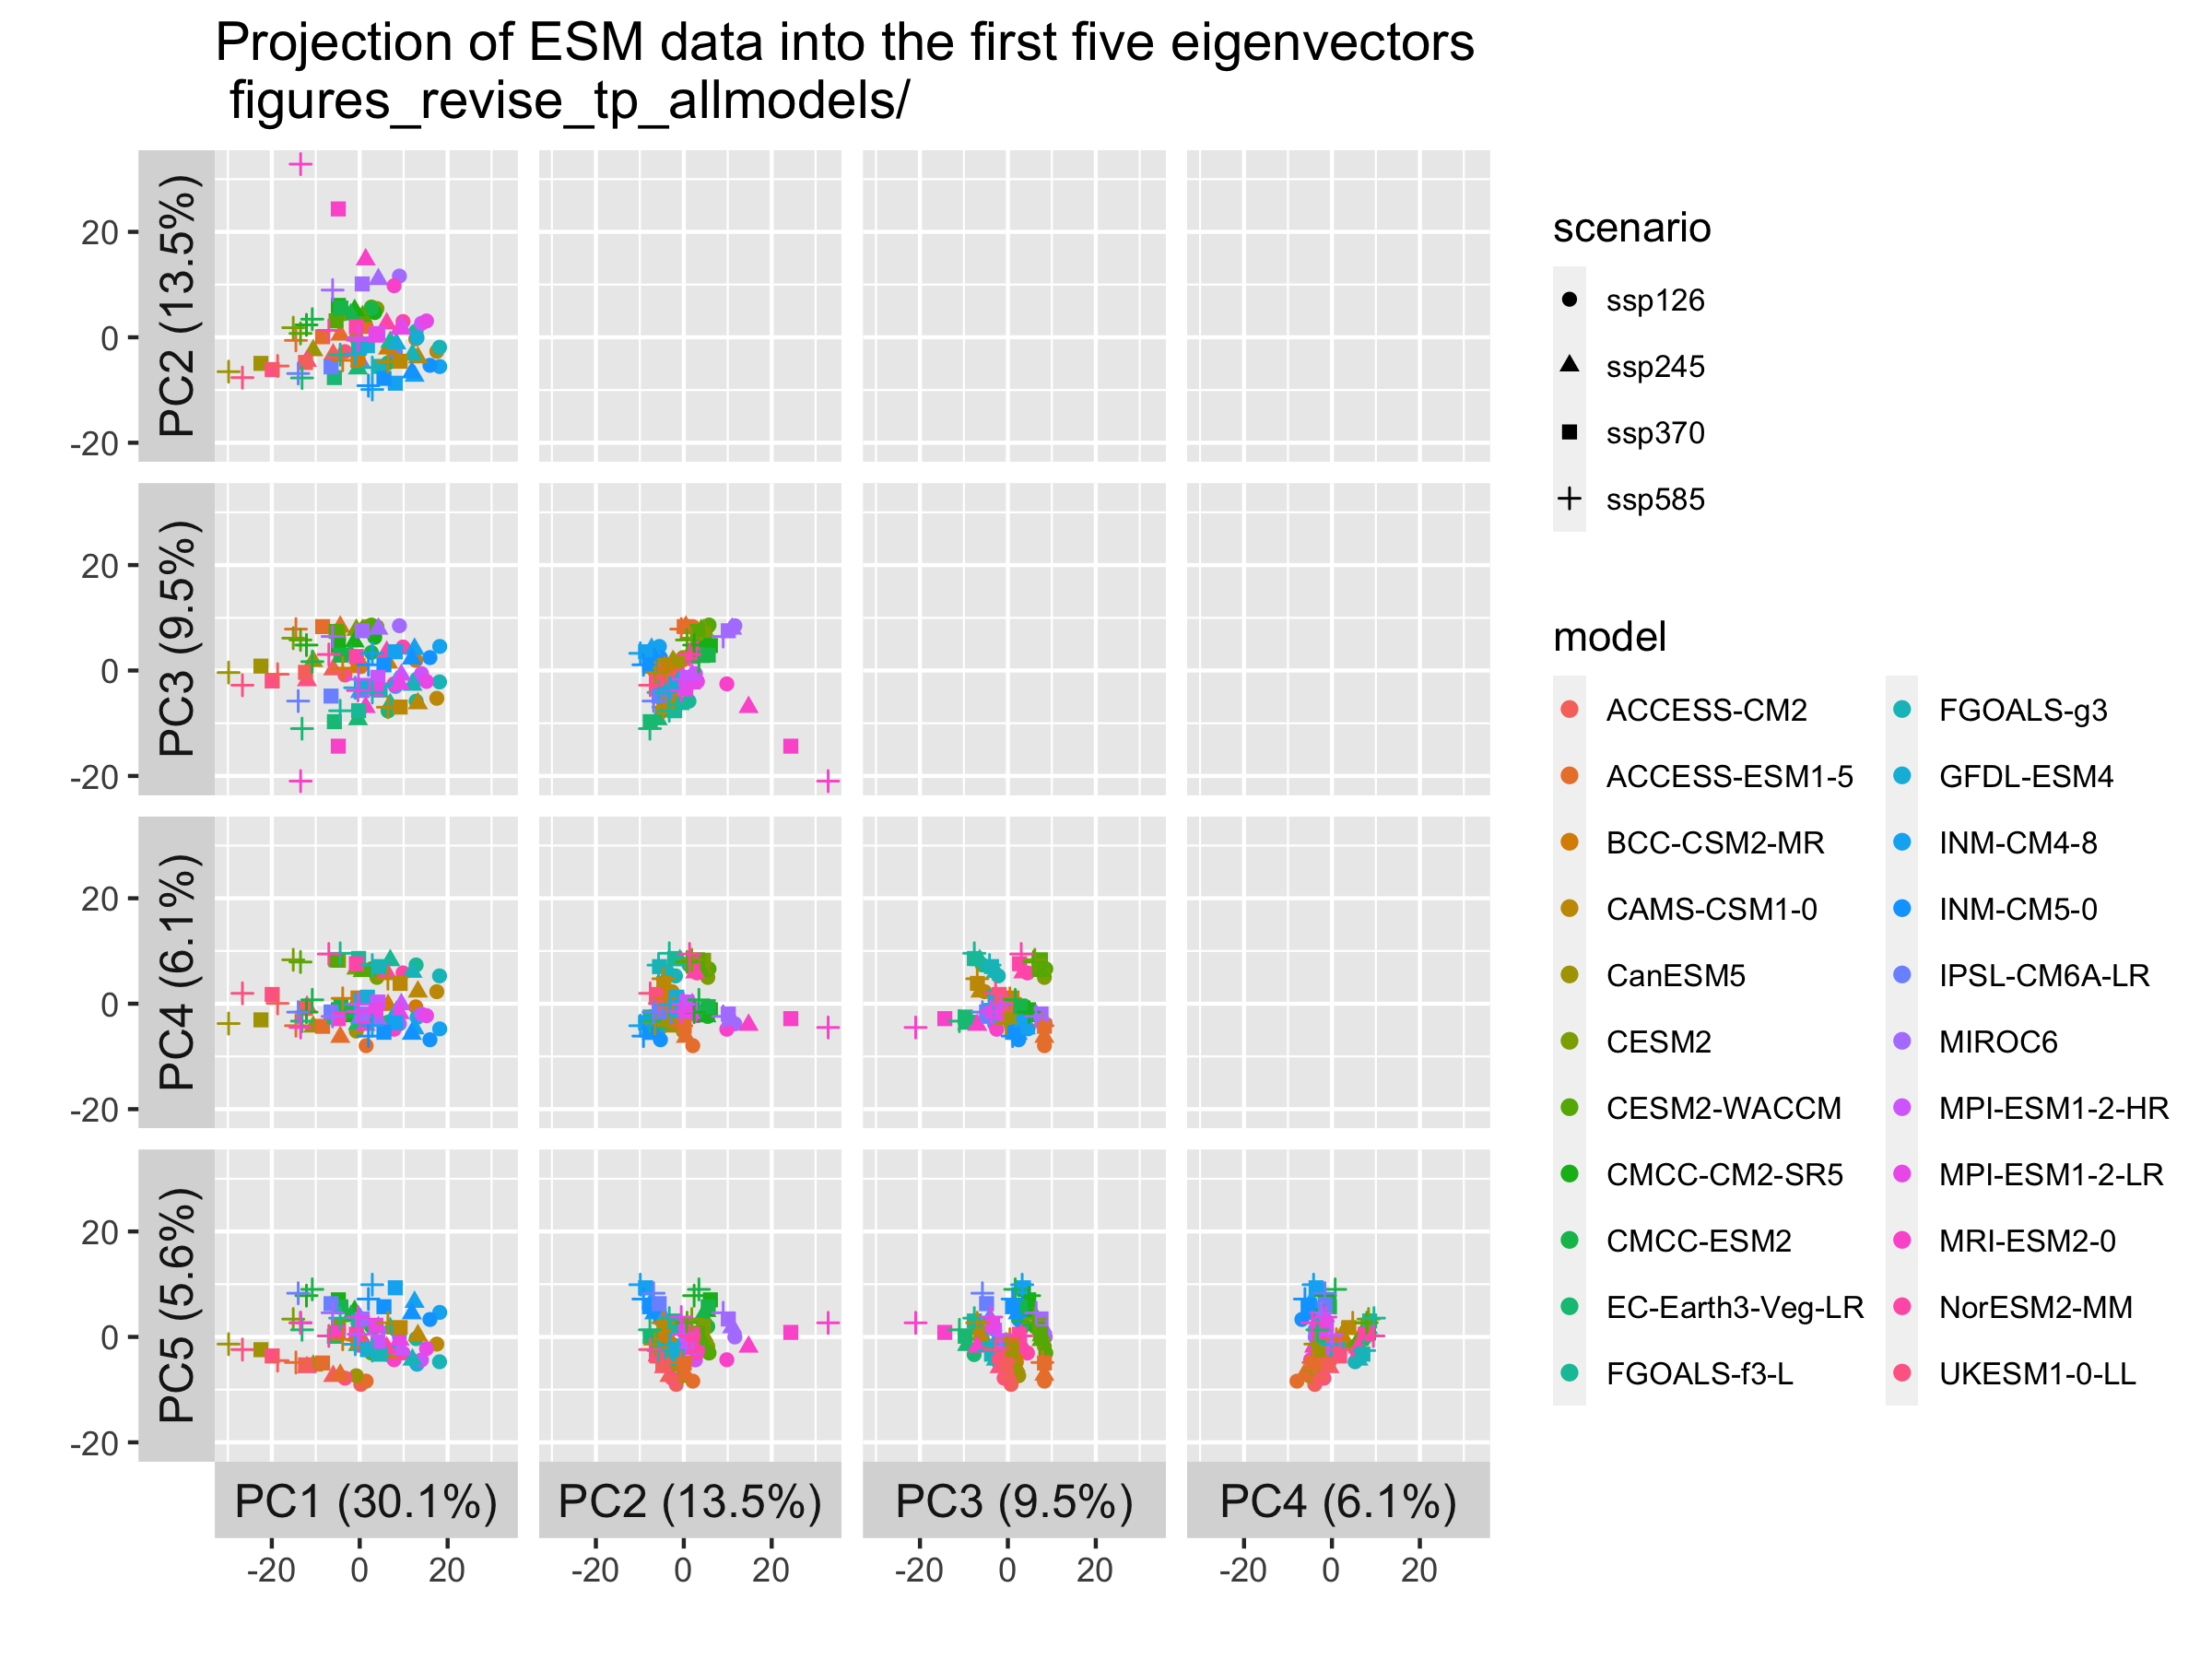 Projection of ESM data into the first five eigenvectors
figures_revise_tp_allmodels/
PC2 (13.5%)
20
0
-20
PC3 (9.5%)
20
0
-20
PC4 (6.1%)
20
0
-20
PC5 (5.6%)
20
0
-20
PC1 (30.1%)
PC2 (13.5%)
PC3 (9.5%)
PC4 (6.1%)
-20 0 20
-20 0 20
-20 0 20
-20 0 20
scenario
ssp126
ssp245
ssp370
ssp585
model
ACCESS-CM2
ACCESS-ESM1-5
BCC-CSM2-MR
CAMS-CSM1-0
CanESM5
CESM2
CESM2-WACCM
CMCC-CM2-SR5
CMCC-ESM2
EC-Earth3-Veg-LR
FGOALS-f3-L
FGOALS-g3
GFDL-ESM4
INM-CM4-8
INM-CM5-0
IPSL-CM6A-LR
MIROC6
MPI-ESM1-2-HR
MPI-ESM1-2-LR
MRI-ESM2-0
NorESM2-MM
UKESM1-0-LL